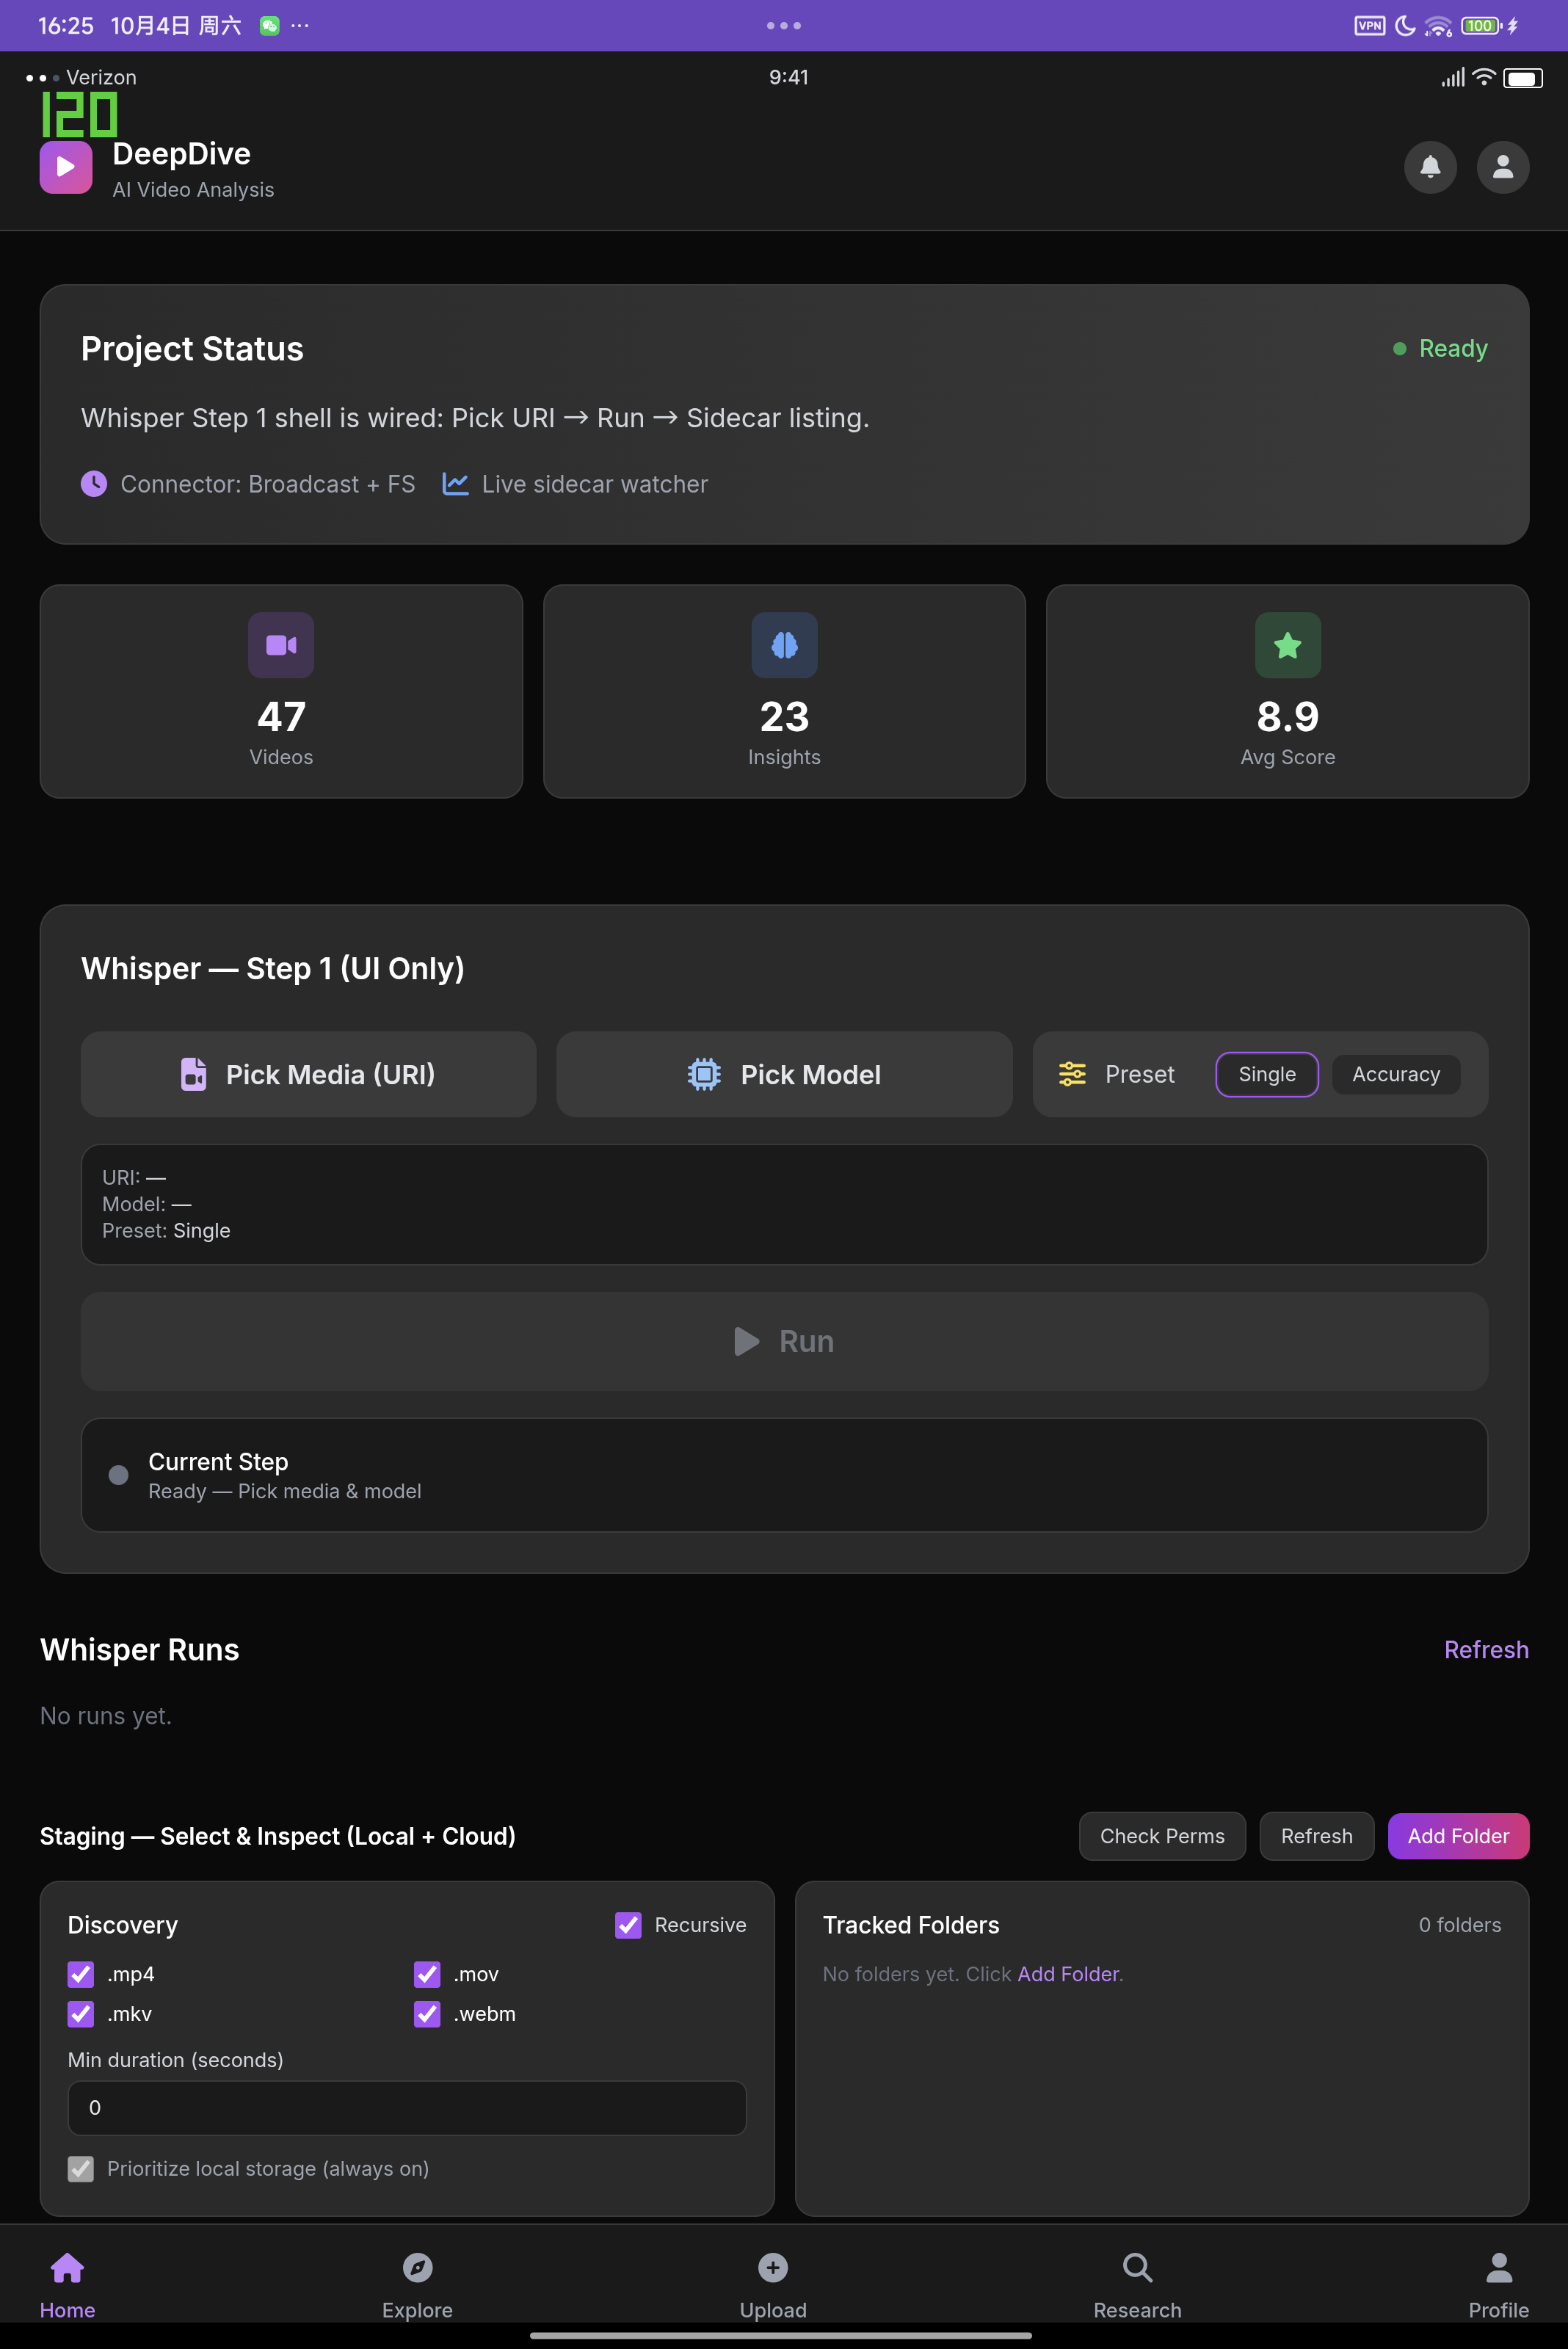 16:25 10月4日 周六 ···
VPN 6 100
Verizon 9:41
120
DeepDive
AI Video Analysis
Project Status
Ready
Whisper Step 1 shell is wired: Pick URI → Run → Sidecar listing.
Connector: Broadcast + FS Live sidecar watcher
47 23 8.9
Videos Insights Avg Score
Whisper — Step 1 (UI Only)
Pick Media (URI) Pick Model Preset Single Accuracy
URI: —
Model: —
Preset: Single
Run
Current Step
Ready — Pick media & model
Whisper Runs Refresh
No runs yet.
Staging — Select & Inspect (Local + Cloud) Check Perms Refresh Add Folder
Discovery Recursive
.mp4 .mov
.mkv .webm
Min duration (seconds)
0
Prioritize local storage (always on)
Tracked Folders 0 folders
No folders yet. Click Add Folder.
Home Explore Upload Research Profile